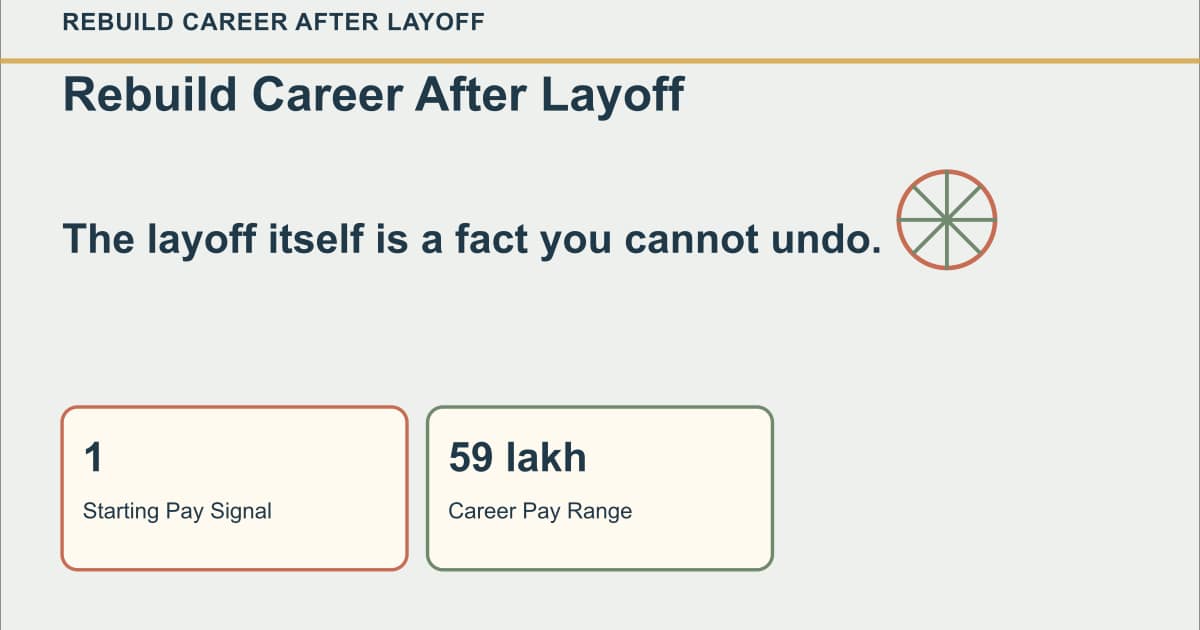 REBUILD CAREER AFTER LAYOFF
Rebuild Career After Layoff
The layoff itself is a fact you cannot undo.
1
Starting Pay Signal
59 lakh
Career Pay Range